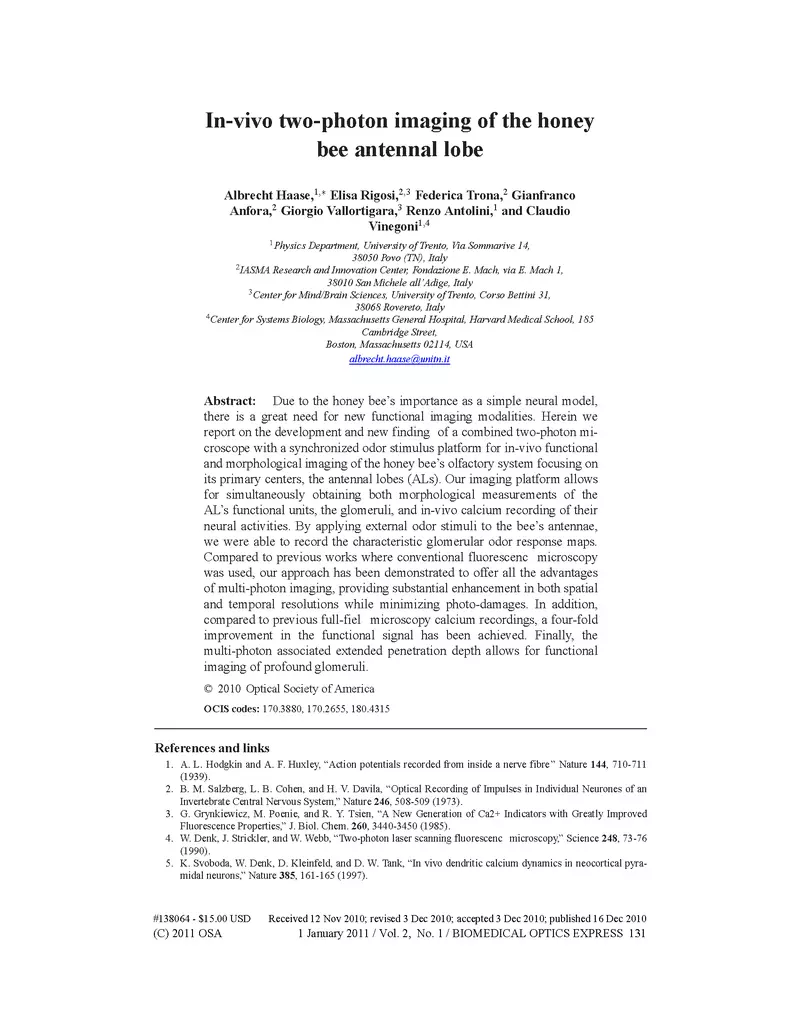 In-vivo two-photon imaging of the honey
bee antennal lobe
Albrecht Haase,1,∗ Elisa Rigosi,2,3 Federica Trona,2 Gianfranco
Anfora,2 Giorgio Vallortigara,3 Renzo Antolini,1 and Claudio
Vinegoni1,4
1Physics Department, University of Trento, Via Sommarive 14,
38050 Povo (TN), Italy
2IASMA Research and Innovation Center, Fondazione E. Mach, via E. Mach 1,
38010 San Michele all'Adige, Italy
3Center for Mind/Brain Sciences, University of Trento, Corso Bettini 31,
38068 Rovereto, Italy
4Center for Systems Biology, Massachusetts General Hospital, Harvard Medical School, 185
Cambridge Street,
Boston, Massachusetts 02114, USA
albrecht.haase@unitn.it
Abstract: Due to the honey bee's importance as a simple neural model,
there is a great need for new functional imaging modalities. Herein we
report on the development and new finding of a combined two-photon mi-
croscope with a synchronized odor stimulus platform for in-vivo functional
and morphological imaging of the honey bee's olfactory system focusing on
its primary centers, the antennal lobes (ALs). Our imaging platform allows
for simultaneously obtaining both morphological measurements of the
AL's functional units, the glomeruli, and in-vivo calcium recording of their
neural activities. By applying external odor stimuli to the bee's antennae,
we were able to record the characteristic glomerular odor response maps.
Compared to previous works where conventional fluorescenc microscopy
was used, our approach has been demonstrated to offer all the advantages
of multi-photon imaging, providing substantial enhancement in both spatial
and temporal resolutions while minimizing photo-damages. In addition,
compared to previous full-fiel microscopy calcium recordings, a four-fold
improvement in the functional signal has been achieved. Finally, the
multi-photon associated extended penetration depth allows for functional
imaging of profound glomeruli.
© 2010 Optical Society of America
OCIS codes: 170.3880, 170.2655, 180.4315
References and links
1. A. L. Hodgkin and A. F. Huxley, "Action potentials recorded from inside a nerve fibre" Nature 144, 710-711
(1939).
2. B. M. Salzberg, L. B. Cohen, and H. V. Davila, "Optical Recording of Impulses in Individual Neurones of an
Invertebrate Central Nervous System," Nature 246, 508-509 (1973).
3. G. Grynkiewicz, M. Poenie, and R. Y. Tsien, "A New Generation of Ca2+ Indicators with Greatly Improved
Fluorescence Properties," J. Biol. Chem. 260, 3440-3450 (1985).
4. W. Denk, J. Strickler, and W. Webb, "Two-photon laser scanning fluorescenc microscopy," Science 248, 73-76
(1990).
5. K. Svoboda, W. Denk, D. Kleinfeld, and D. W. Tank, "In vivo dendritic calcium dynamics in neocortical pyra-
midal neurons," Nature 385, 161-165 (1997).
#138064 - $15.00 USD Received 12 Nov 2010; revised 3 Dec 2010; accepted 3 Dec 2010; published 16 Dec 2010
(C) 2011 OSA 1 January 2011 / Vol. 2, No. 1 / BIOMEDICAL OPTICS EXPRESS 131